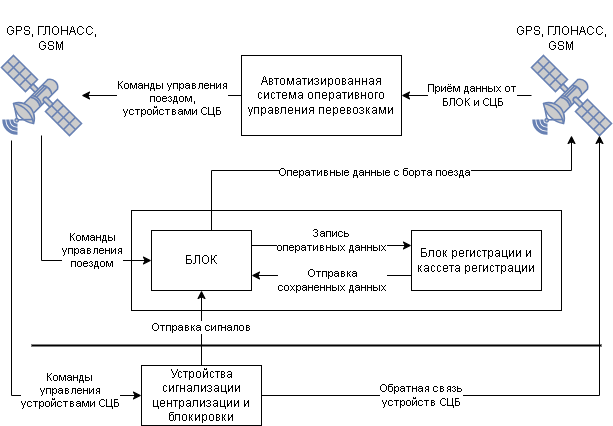 GPS, ГЛОНАСС,
GSM
GPS, ГЛОНАСС,
GSM
Команды управления
поездом,
устройствами СЦБ
Автоматизированная
система оперативного
управления перевозками
Приём данных от
БЛОК и СЦБ
Оперативные данные с борта поезда
Команды
управления
поездом
БЛОК
Запись
оперативных данных
Отправка
сохраненных данных
Блок регистрации и
кассета регистрации
Отправка сигналов
Команды
управления
устройствами СЦБ
Устройства
сигнализации
централизации и
блокировки
Обратная связь
устройств СЦБ